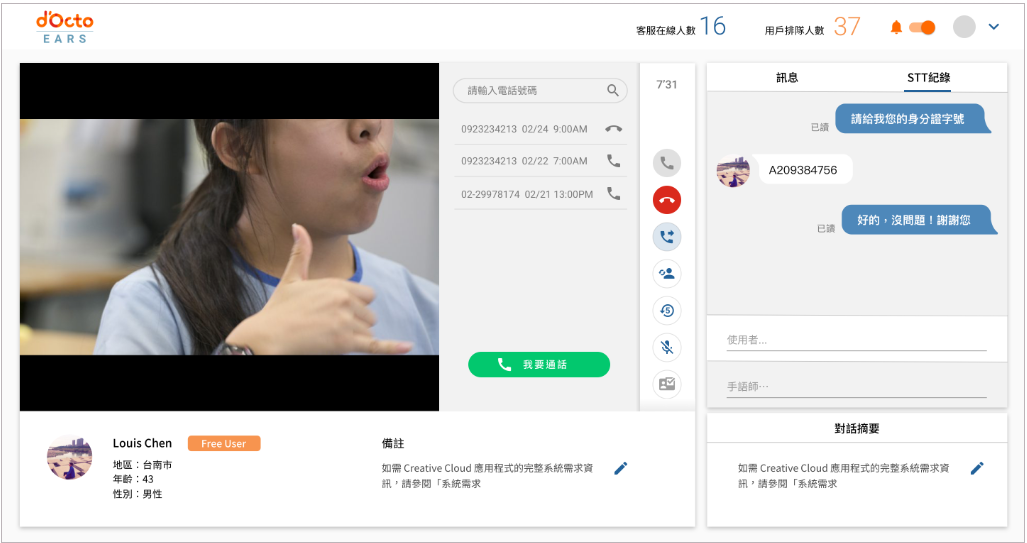 d'Octo
EARS
客服在線人數 16
用戶排隊人數 37
請輸入電話號碼
0923234213 02/24 9:00AM
0923234213 02/22 7:00AM
02-29978174 02/21 13:00PM
我要通話
7'31
5
訊息
STT紀錄
已讀
請給我您的身分證字號
A209384756
已讀
好的，沒問題！謝謝您
使用者...
手語師…
Louis Chen
Free User
地區：台南市
年齡：43
性別：男性
備註
如需 Creative Cloud 應用程式的完整系統需求資
訊，請參閱「系統需求
對話摘要
如需 Creative Cloud 應用程式的完整系統需求資
訊，請參閱「系統需求